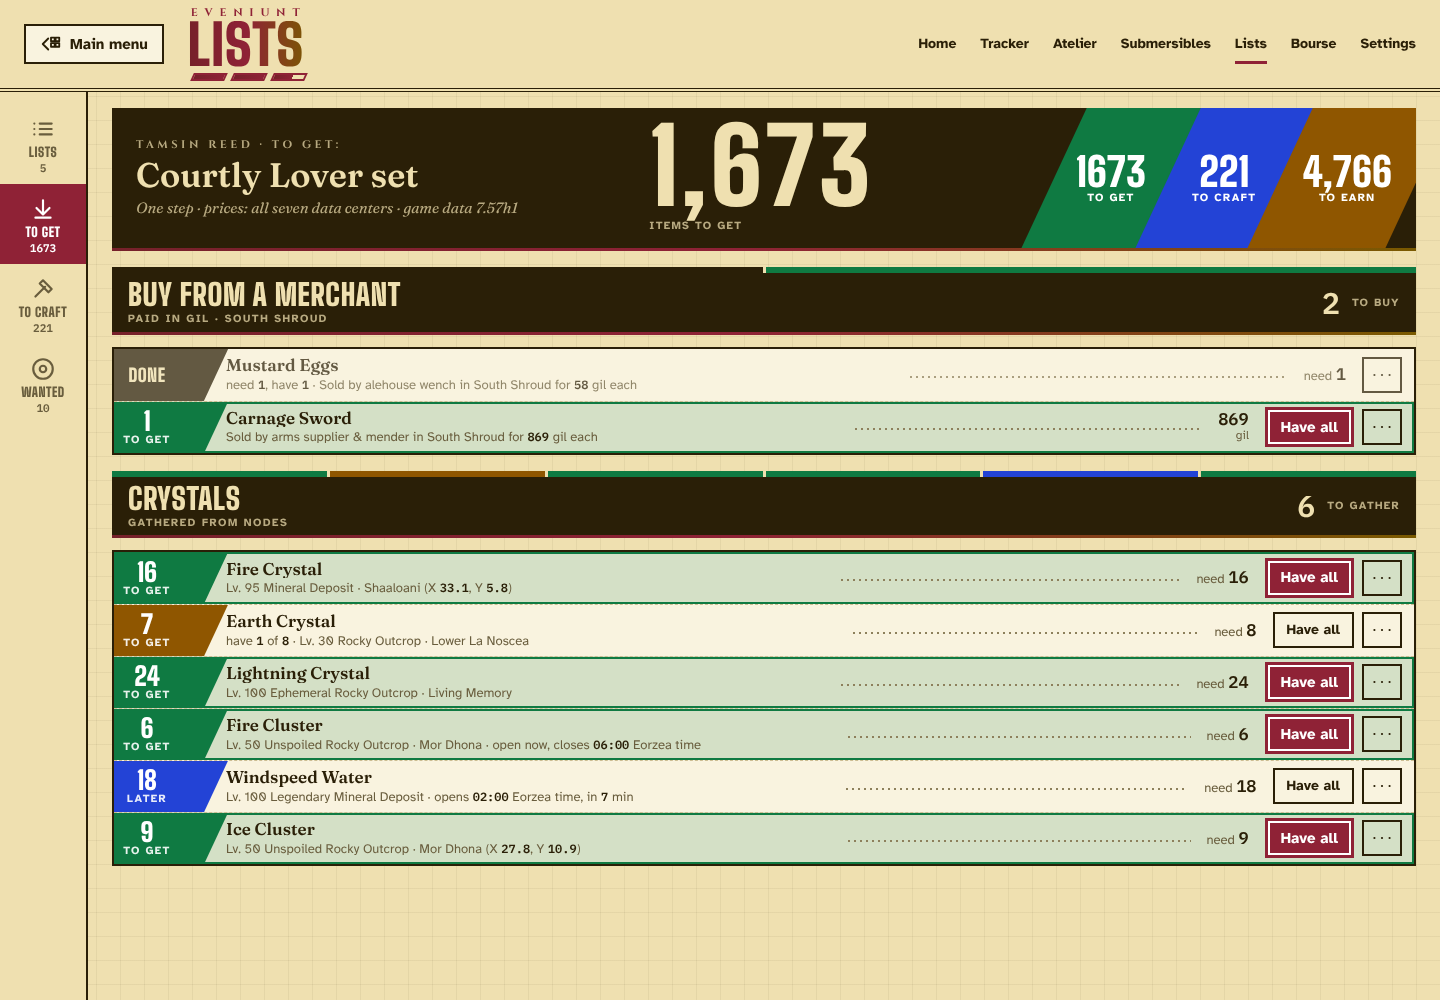 Main menu
EVENIUNT
LISTS
Home
Tracker
Atelier
Submersibles
Lists
Bourse
Settings
LISTS
5
TO GET
1673
TO CRAFT
221
WANTED
10
TAMSIN REED · TO GET:
Courtly Lover set
One step · prices: all seven data centers · game data 7.57h1
1,673
ITEMS TO GET
1673
TO GET
221
TO CRAFT
4,766
TO EARN
BUY FROM A MERCHANT
PAID IN GIL · SOUTH SHROUD
2 TO BUY
DONE
Mustard Eggs
need 1, have 1 · Sold by alehouse wench in South Shroud for 58 gil each
need 1
...
1
TO GET
Carnage Sword
Sold by arms supplier & mender in South Shroud for 869 gil each
869
gil
Have all
...
CRYSTALS
GATHERED FROM NODES
6 TO GATHER
16
TO GET
Fire Crystal
Lv. 95 Mineral Deposit · Shaaloani (X 33.1, Y 5.8)
need 16
Have all
...
7
TO GET
Earth Crystal
have 1 of 8 · Lv. 30 Rocky Outcrop · Lower La Noscea
need 8
Have all
...
24
TO GET
Lightning Crystal
Lv. 100 Ephemeral Rocky Outcrop · Living Memory
need 24
Have all
...
6
TO GET
Fire Cluster
Lv. 50 Unspoiled Rocky Outcrop · Mor Dhona · open now, closes 06:00 Eorzea time
need 6
Have all
...
18
LATER
Windspeed Water
Lv. 100 Legendary Mineral Deposit · opens 02:00 Eorzea time, in 7 min
need 18
Have all
...
9
TO GET
Ice Cluster
Lv. 50 Unspoiled Rocky Outcrop · Mor Dhona (X 27.8, Y 10.9)
need 9
Have all
...